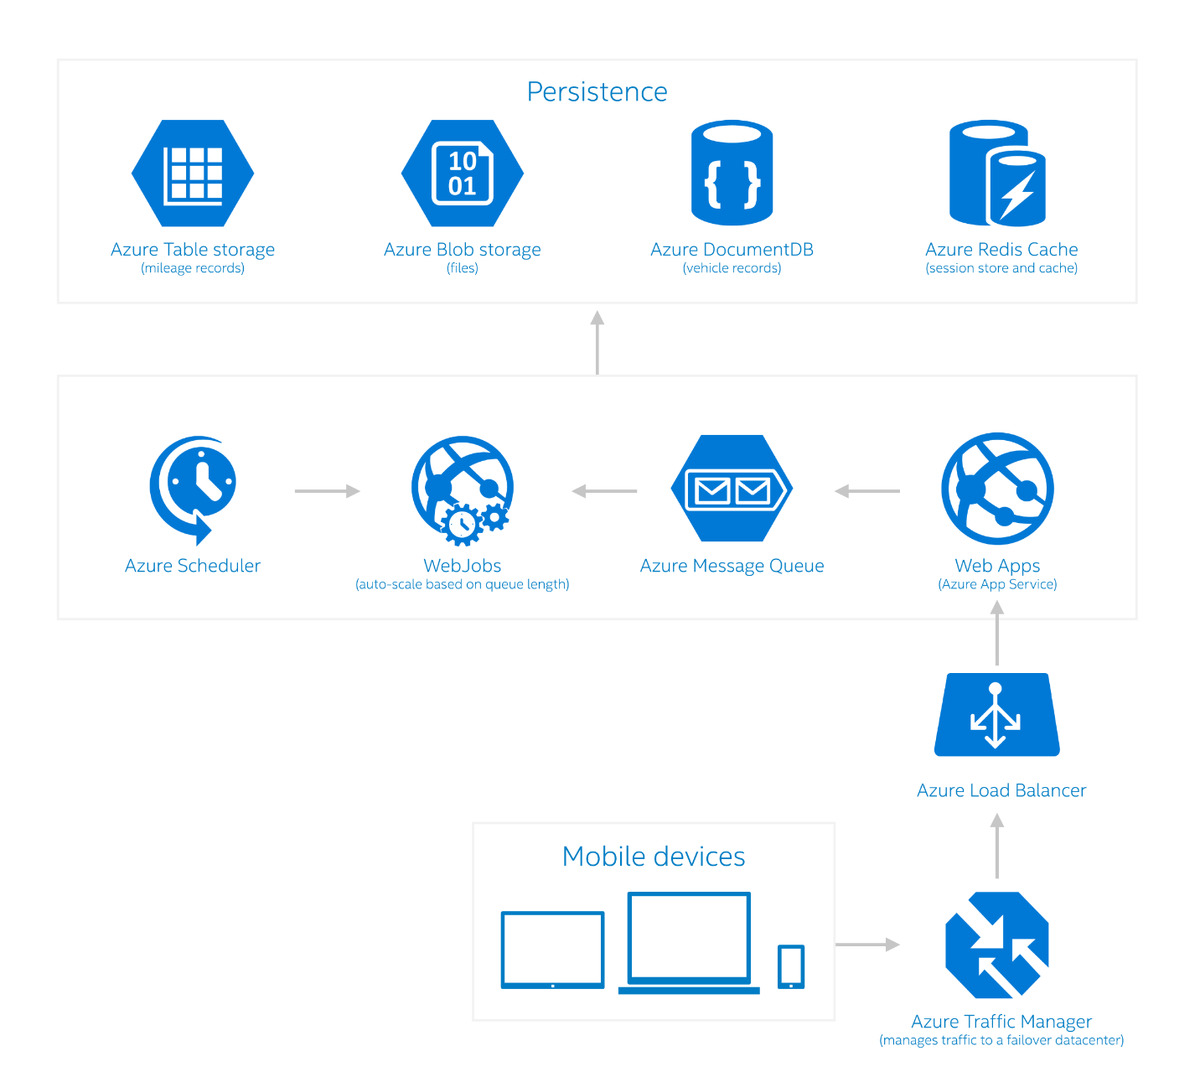 Persistence
10
01
Azure Table storage
(mileage records)
Azure Blob storage
(files)
{ }
Azure DocumentDB
(vehicle records)
Azure Redis Cache
(session store and cache)
Azure Scheduler
WebJobs
(auto-scale based on queue length)
Azure Message Queue
Web Apps
(Azure App Service)
Azure Load Balancer
Mobile devices
Azure Traffic Manager
(manages traffic to a failover datacenter)